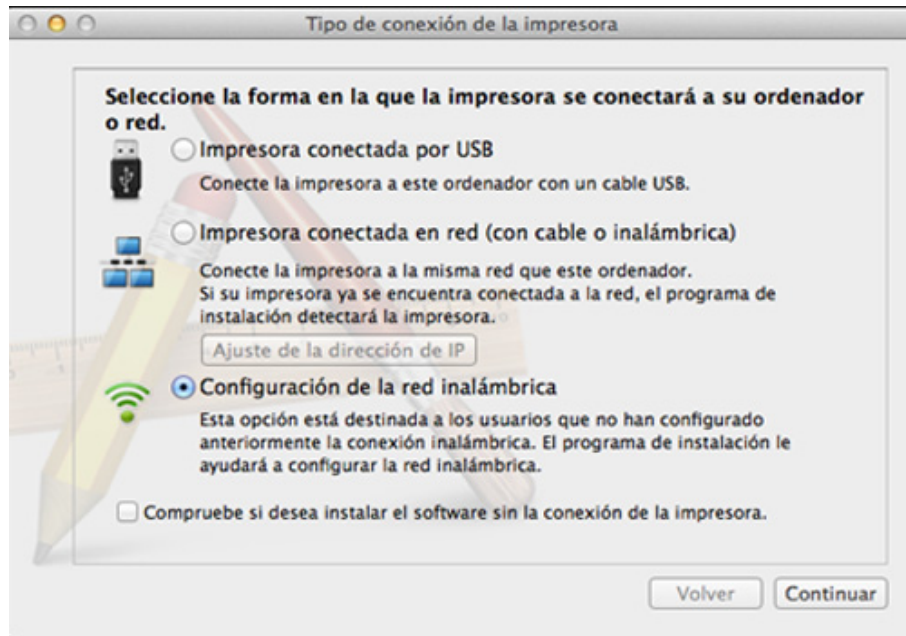 Tipo de conexión de la impresora
Seleccione la forma en la que la impresora se conectará a su ordenador
o red.
Impresora conectada por USB
Conecte la impresora a este ordenador con un cable USB.
Impresora conectada en red (con cable o inalámbrica)
Conecte la impresora a la misma red que este ordenador.
Si su impresora ya se encuentra conectada a la red, el programa de
instalación detectará la impresora.
Ajuste de la dirección de IP
Configuración de la red inalámbrica
Esta opción está destinada a los usuarios que no han configurado
anteriormente la conexión inalámbrica. El programa de instalación le
ayudará a configurar la red inalámbrica.
Compruebe si desea instalar el software sin la conexión de la impresora.
Volver
Continuar